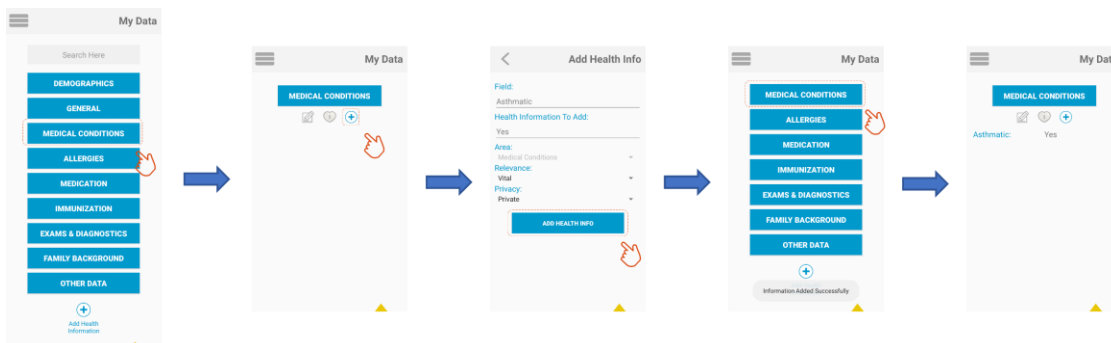 My Data
Search Here
DEMOGRAPHICS
GENERAL
MEDICAL CONDITIONS
ALLERGIES
MEDICATION
IMMUNIZATION
EXAMS & DIAGNOSTICS
FAMILY BACKGROUND
OTHER DATA
Add Health
Information
My Data
MEDICAL CONDITIONS
Add Health Info
Field:
Asthmatic
Health Information To Add:
Yes
Area:
Medical Conditions
Relevance:
Vital
Privacy:
Private
ADD HEALTH INFO
My Data
MEDICAL CONDITIONS
ALLERGIES
MEDICATION
IMMUNIZATION
EXAMS & DIAGNOSTICS
FAMILY BACKGROUND
OTHER DATA
Information Added Successfully
My Dat
MEDICAL CONDITIONS
Asthmatic: Yes